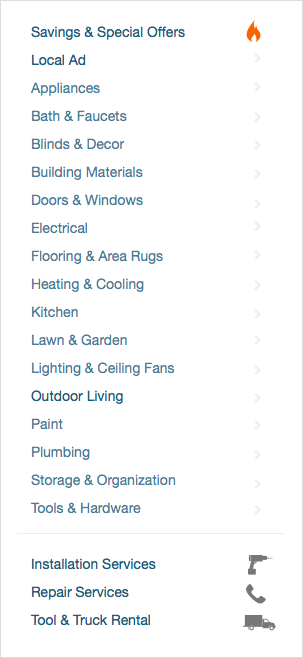 Savings & Special Offers
Local Ad
Appliances
Bath & Faucets
Blinds & Decor
Building Materials
Doors & Windows
Electrical
Flooring & Area Rugs
Heating & Cooling
Kitchen
Lawn & Garden
Lighting & Ceiling Fans
Outdoor Living
Paint
Plumbing
Storage & Organization
Tools & Hardware
Installation Services
Repair Services
Tool & Truck Rental